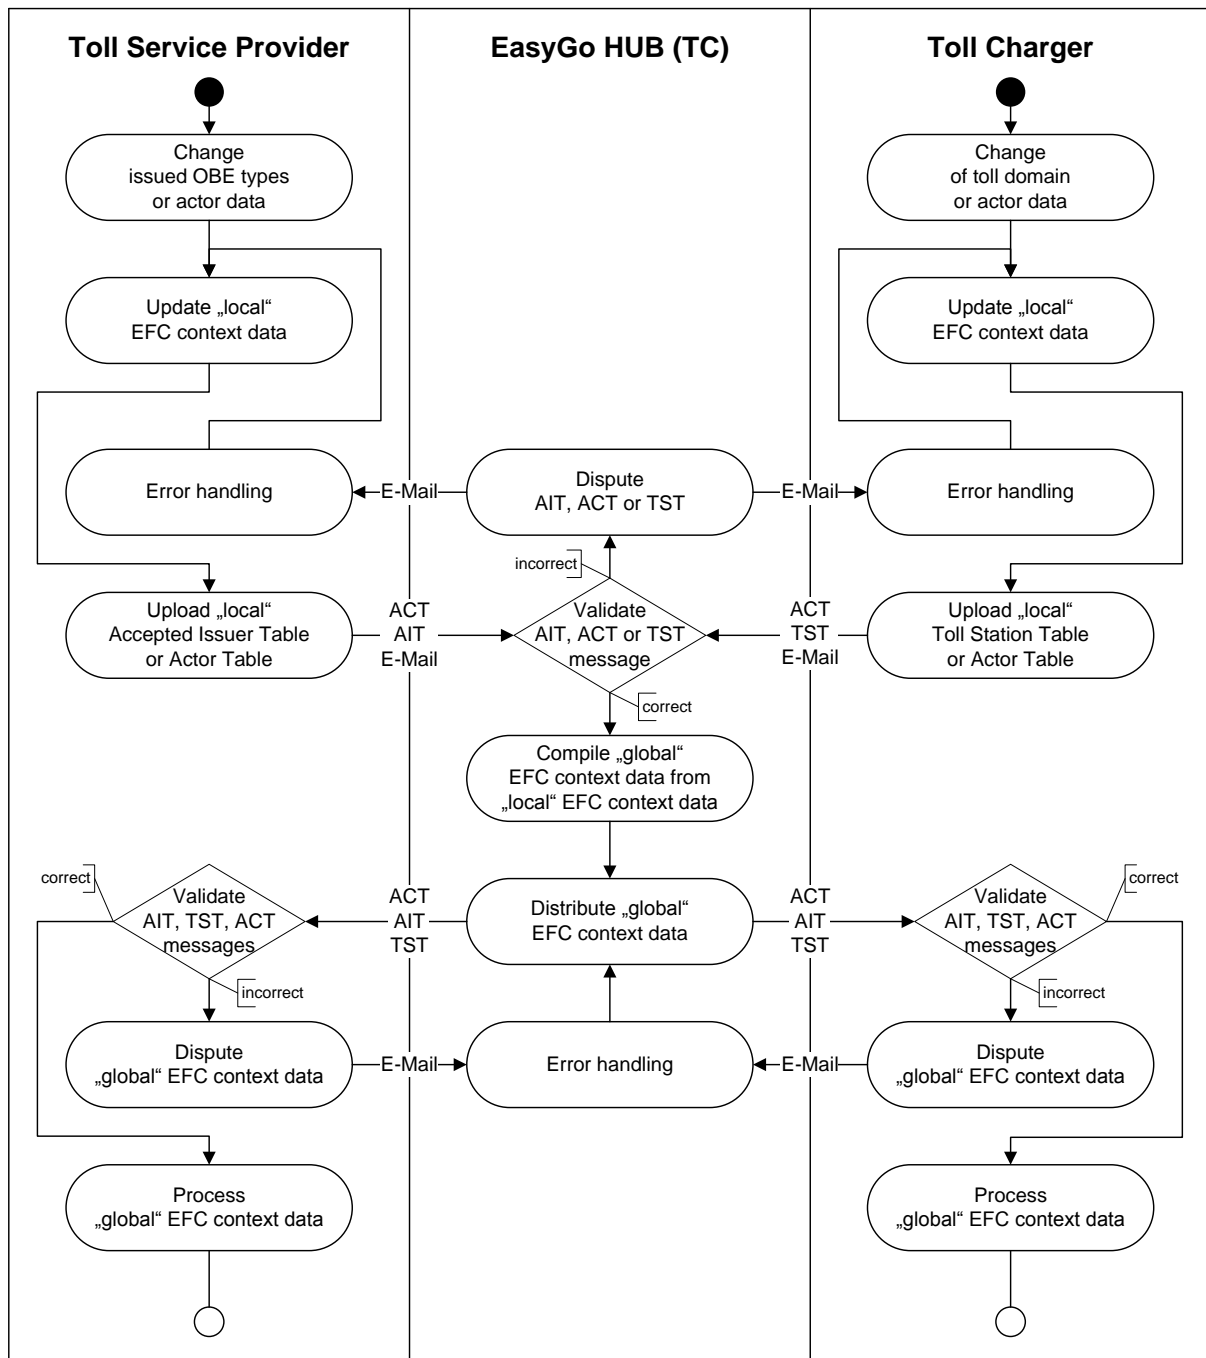 Toll Service Provider
EasyGo HUB (TC)
Toll Charger
Change
issued OBE types
or actor data
Change
of toll domain
or actor data
Update „local“
EFC context data
Update „local“
EFC context data
Error handling
E-Mail
Dispute
AIT, ACT or TST
E-Mail
Error handling
incorrect
Upload „local“
Accepted Issuer Table
or Actor Table
ACT
AIT
E-Mail
Validate
AIT, ACT or TST
message
ACT
TST
E-Mail
Upload „local“
Toll Station Table
or Actor Table
correct
Compile „global“
EFC context data from
„local“ EFC context data
correct
Validate
AIT, TST, ACT
messages
ACT
AIT
TST
Distribute „global“
EFC context data
ACT
AIT
TST
Validate
AIT, TST, ACT
messages
correct
incorrect
incorrect
Dispute
„global“ EFC context data
E-Mail
Error handling
E-Mail
Dispute
„global“ EFC context data
Process
„global“ EFC context data
Process
„global“ EFC context data